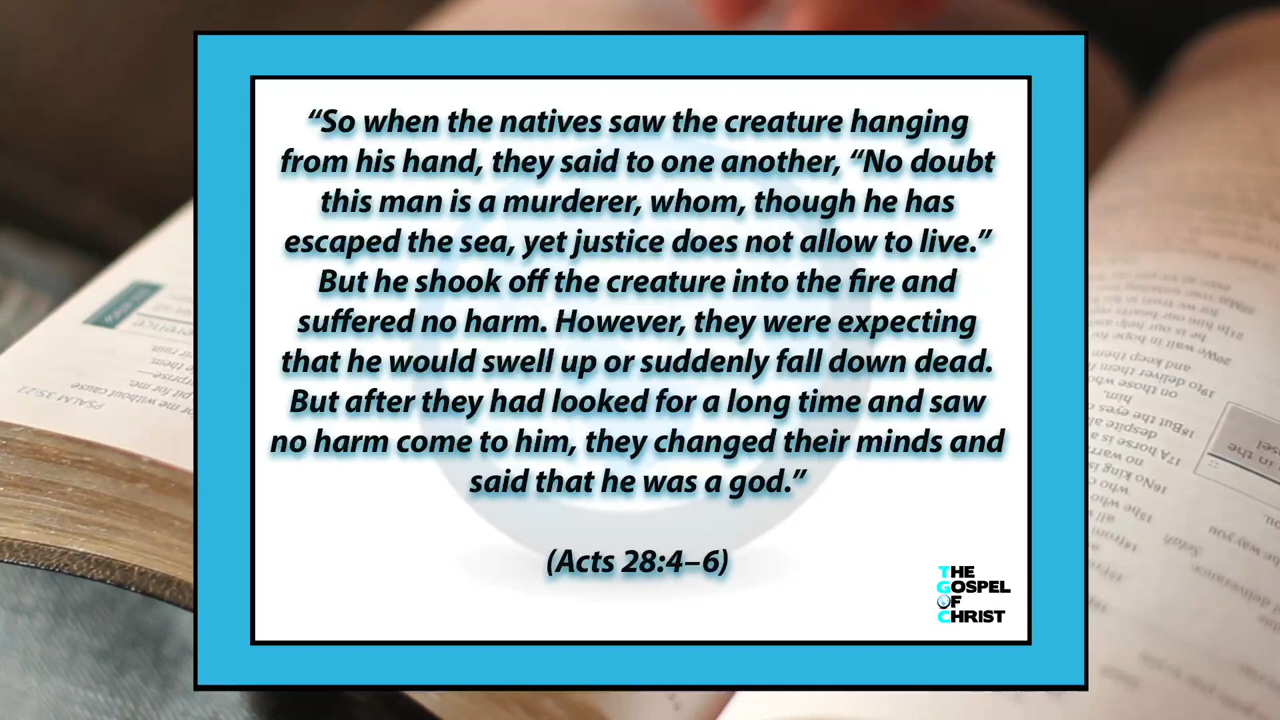 “So when the natives saw the creature hanging
from his hand, they said to one another, “No doubt
this man is a murderer, whom, though he has
escaped the sea, yet justice does not allow to live.”
But he shook off the creature into the fire and
suffered no harm. However, they were expecting
that he would swell up or suddenly fall down dead.
But after they had looked for a long time and saw
no harm come to him, they changed their minds and
said that he was a god.”
(Acts 28:4–6)
THE
GOSPEL
OF
CHRIST
PSALM 35:22